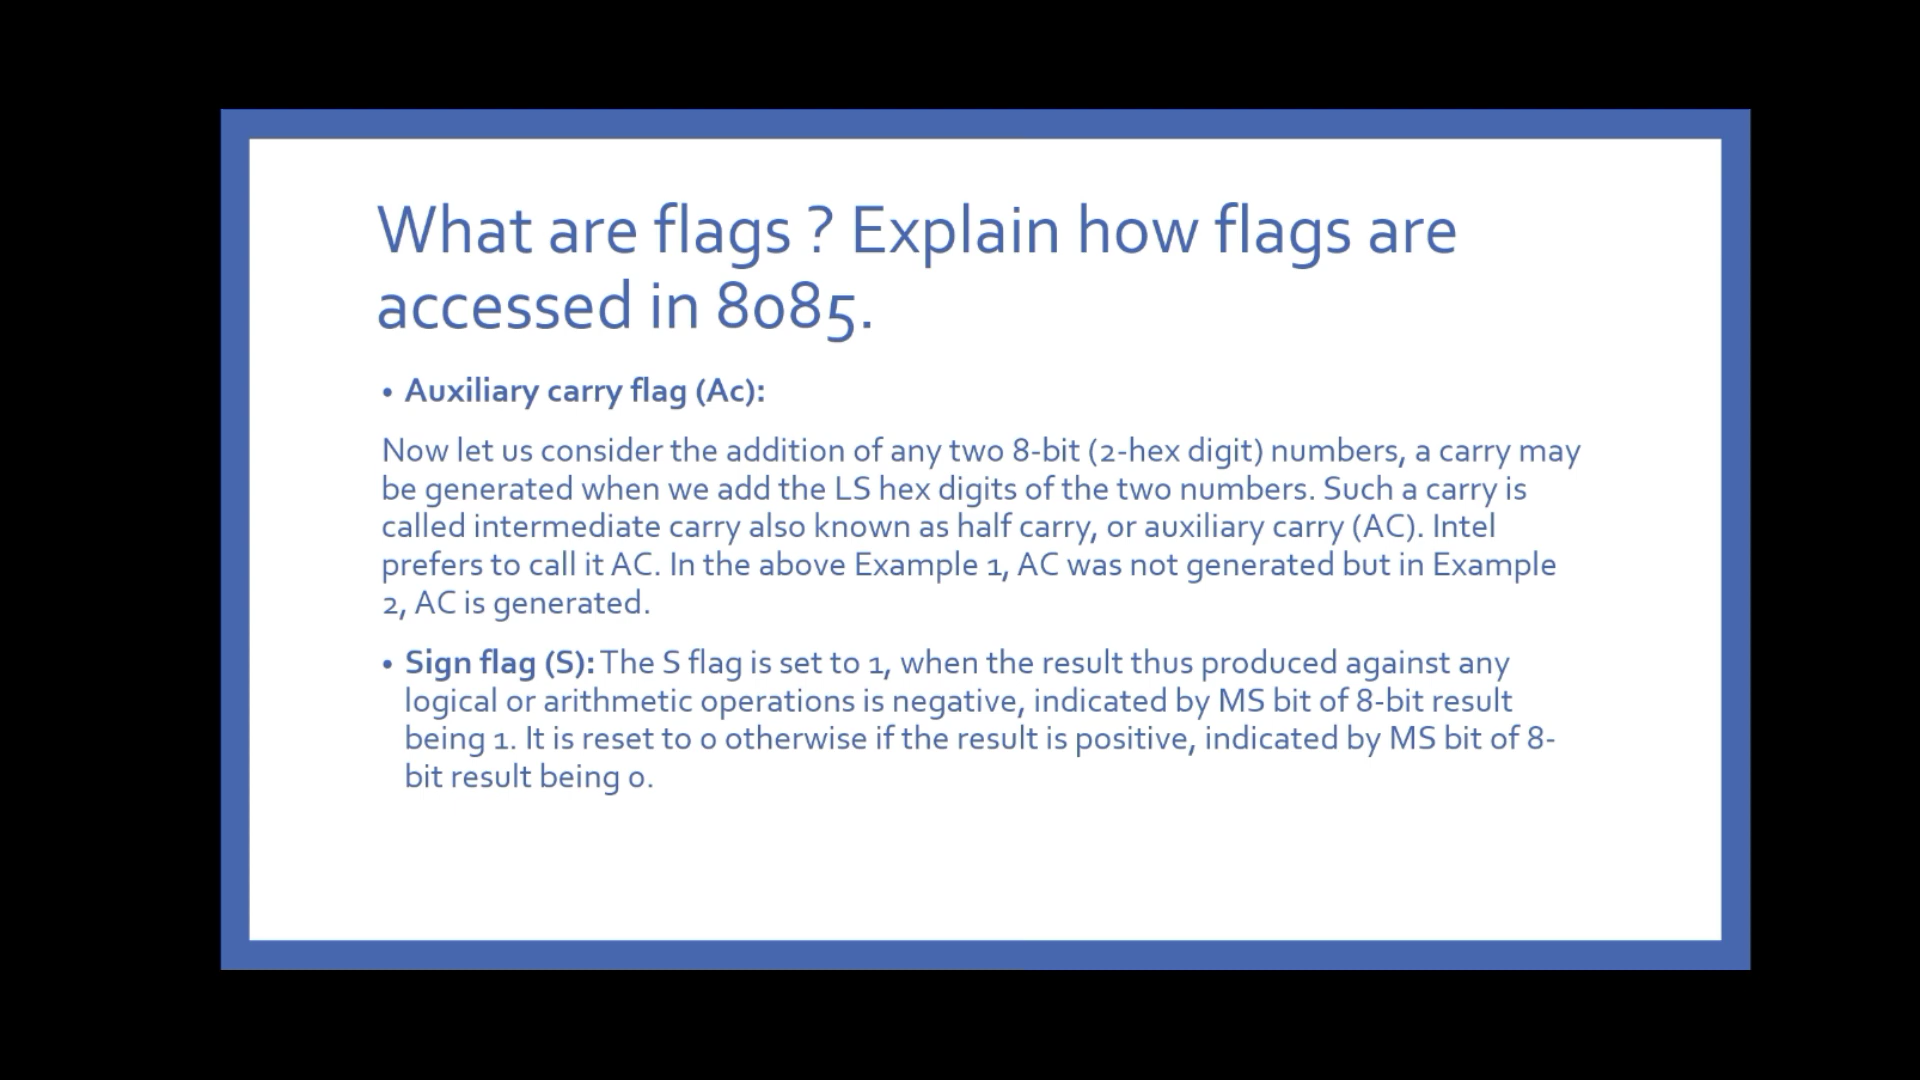 What are flags ? Explain how flags are
accessed in 8085.
• Auxiliary carry flag (Ac):
Now let us consider the addition of any two 8-bit (2-hex digit) numbers, a carry may
be generated when we add the LS hex digits of the two numbers. Such a carry is
called intermediate carry also known as half carry, or auxiliary carry (AC). Intel
prefers to call it AC. In the above Example 1, AC was not generated but in Example
2, AC is generated.
• Sign flag (S): The S flag is set to 1, when the result thus produced against any
logical or arithmetic operations is negative, indicated by MS bit of 8-bit result
being 1. It is reset to 0 otherwise if the result is positive, indicated by MS bit of 8-
bit result being 0.